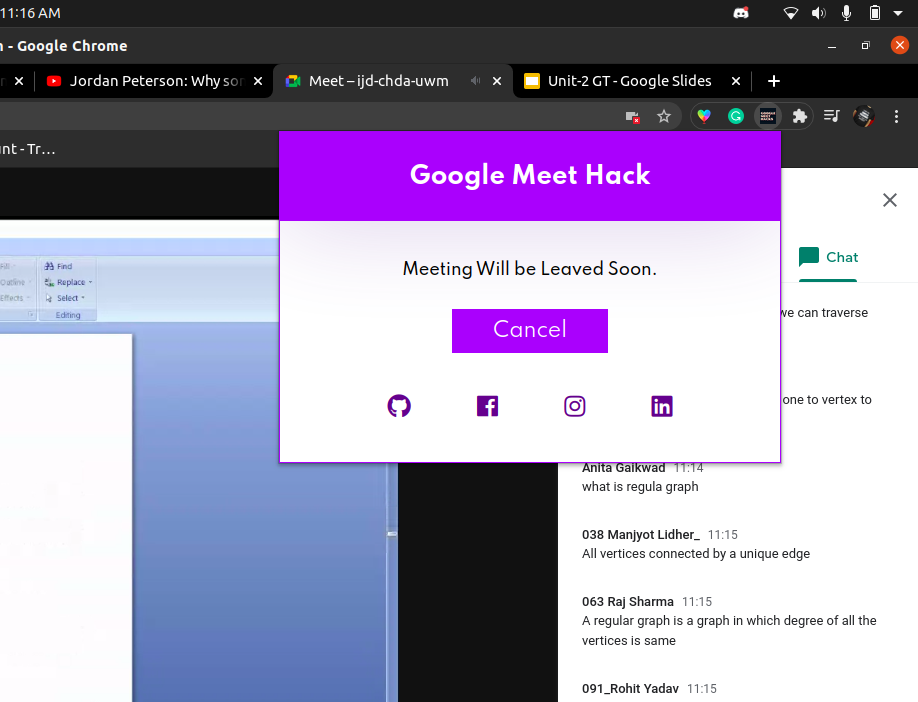 11:16 AM
- Google Chrome
Jordan Peterson: Why sor
Meet – ijd-chda-uwm
Unit-2 GT - Google Slides
unt - Tr…
Google Meet Hack
Meeting Will be Leaved Soon.
Cancel
Fill
Outline
Effects
Find
Replace
Select
Editing
Chat
we can traverse
one to vertex to
Anita Gaikwad 11:14
what is regula graph
038 Manjyot Lidher_ 11:15
All vertices connected by a unique edge
063 Raj Sharma 11:15
A regular graph is a graph in which degree of all the
vertices is same
091_Rohit Yadav 11:15